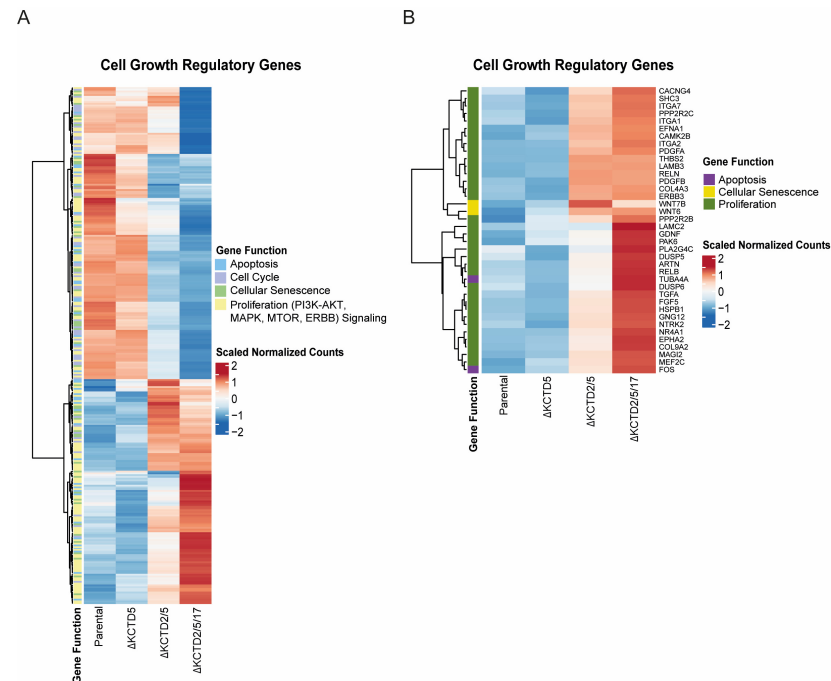 A
Cell Growth Regulatory Genes
Gene Function
Apoptosis
Cell Cycle
Cellular Senescence
Proliferation (PI3K-AKT,
MAPK, MTOR, ERBB) Signaling
Scaled Normalized Counts
2
1
0
−1
−2
Gene Function
Parental
ΔKCTD5
ΔKCTD2/5
ΔKCTD2/5/17
B
Cell Growth Regulatory Genes
CACNG4
SHC3
ITGA7
PPP2R2C
ITGA1
EFNA1
CAMK2B
ITGA2
PDGFA
THBS2
LAMB3
RELN
PDGFB
COL4A3
ERBB3
WNT7B
WNT6
PPP2R2B
LAMC2
GDNF
PAK6
PLA2G4C
DUSP5
ARTN
RELB
TUBA4A
DUSP6
TGFA
FGF5
HSPB1
GNG12
NTRK2
NR4A1
EPHA2
COL9A2
MAGI2
MEF2C
FOS
Gene Function
Apoptosis
Cellular Senescence
Proliferation
Scaled Normalized Counts
2
1
0
−1
−2
Gene Function
Parental
ΔKCTD5
ΔKCTD2/5
ΔKCTD2/5/17